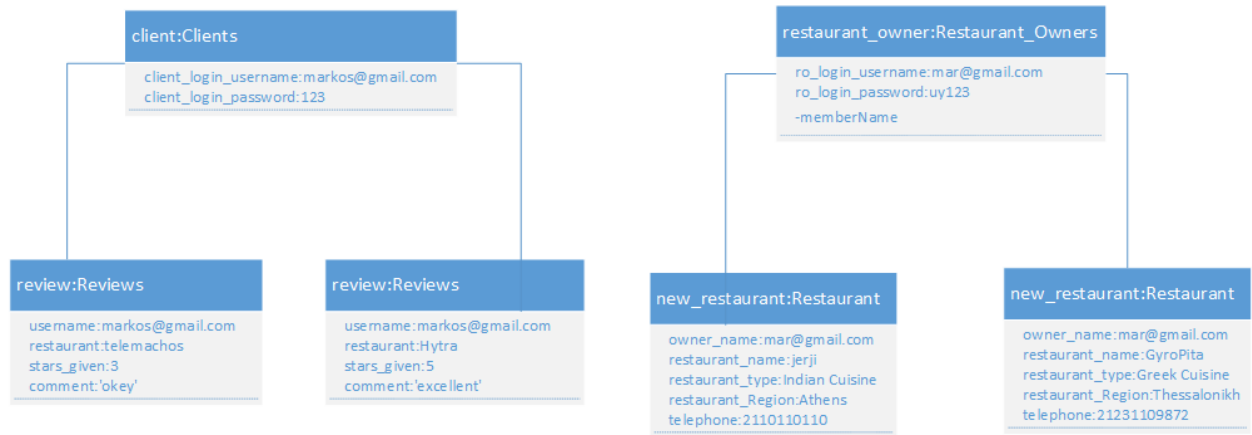 client:Clients
client_login_username:markos@gmail.com
client_login_password:123
restaurant_owner:Restaurant_Owners
ro_login_username:mar@gmail.com
ro_login_password:uy123
-memberName
review:Reviews
username:markos@gmail.com
restaurant:telemachos
stars_given:3
comment:'okey'
review:Reviews
username:markos@gmail.com
restaurant:Hytra
stars_given:5
comment:'excellent'
new_restaurant:Restaurant
owner_name:mar@gmail.com
restaurant_name:jerji
restaurant_type:Indian Cuisine
restaurant_Region:Athens
telephone:2110110110
new_restaurant:Restaurant
owner_name:mar@gmail.com
restaurant_name:GyroPita
restaurant_type:Greek Cuisine
restaurant_Region:Thessalonikh
telephone:21231109872